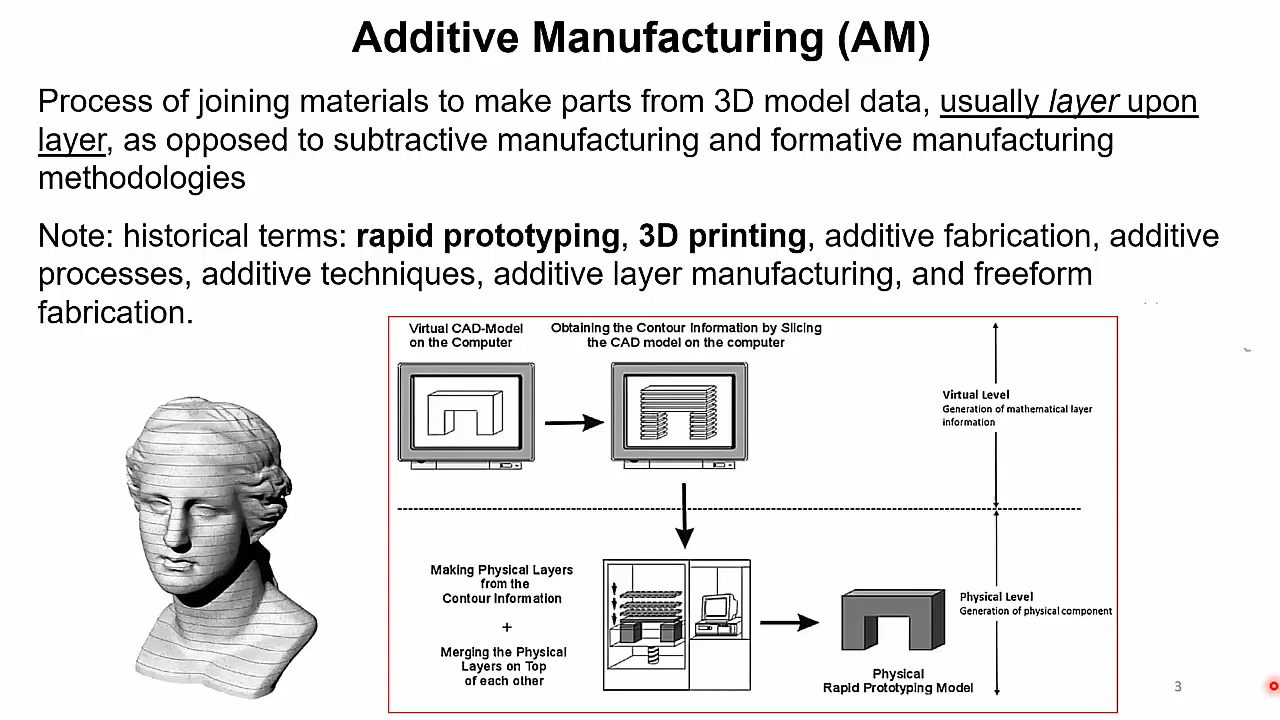 Additive Manufacturing (AM)
Process of joining materials to make parts from 3D model data, usually layer upon
layer, as opposed to subtractive manufacturing and formative manufacturing
methodologies
Note: historical terms: rapid prototyping, 3D printing, additive fabrication, additive
processes, additive techniques, additive layer manufacturing, and freeform
fabrication.
Virtual CAD-Model
on the Computer
Obtaining the Contour Information by Slicing
the CAD model on the computer
Virtual Level
Generation of mathematical layer
information
Making Physical Layers
from the
Contour Information
+
Merging the Physical
Layers on Top
of each other
Physical Level
Generation of physical component
Physical
Rapid Prototyping Model
3